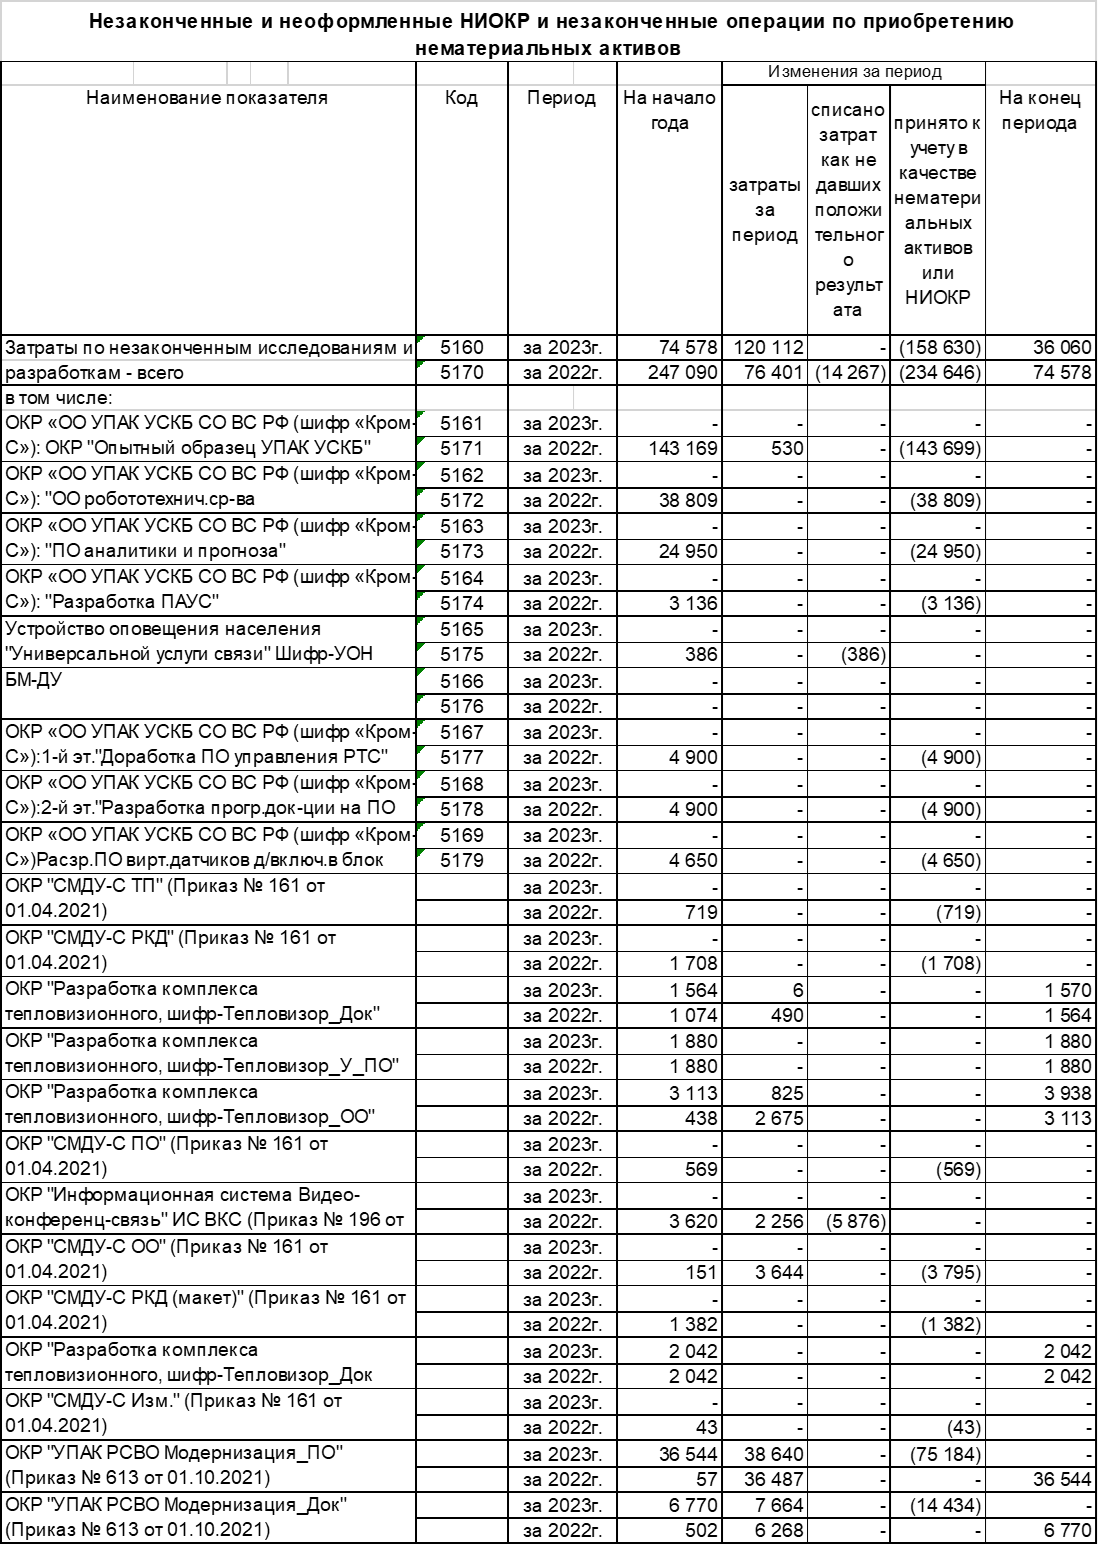 Незаконченные и неоформленные НИОКР и незаконченные операции по приобретению
нематериальных активов
Изменения за период
Наименование показателя Код Период На начало года затраты за период списано затрат как не давших положительного результата принято к учету в качестве нематериальных активов или НИОКР На конец периода
Затраты по незаконченным исследованиям и 5160 за 2023г. 74 578 120 112 - (158 630) 36 060
разработкам - всего 5170 за 2022г. 247 090 76 401 (14 267) (234 646) 74 578
в том числе:
ОКР «ОО УПАК УСКБ СО ВС РФ (шифр «Кром- 5161 за 2023г. - - - - -
С»): ОКР "Опытный образец УПАК УСКБ" 5171 за 2022г. 143 169 530 - (143 699) -
ОКР «ОО УПАК УСКБ СО ВС РФ (шифр «Кром- 5162 за 2023г. - - - - -
С»): "ОО робототехнич.ср-ва 5172 за 2022г. 38 809 - - (38 809) -
ОКР «ОО УПАК УСКБ СО ВС РФ (шифр «Кром- 5163 за 2023г. - - - - -
С»): "ПО аналитики и прогноза" 5173 за 2022г. 24 950 - - (24 950) -
ОКР «ОО УПАК УСКБ СО ВС РФ (шифр «Кром- 5164 за 2023г. - - - - -
С»): "Разработка ПАУС" 5174 за 2022г. 3 136 - - (3 136) -
Устройство оповещения населения 5165 за 2023г. - - - - -
"Универсальной услуги связи" Шифр-УОН 5175 за 2022г. 386 - (386) - -
БМ-ДУ 5166 за 2023г. - - - - -
5176 за 2022г. - - - - -
ОКР «ОО УПАК УСКБ СО ВС РФ (шифр «Кром- 5167 за 2023г. - - - - -
С»):1-й эт."Доработка ПО управления РТС" 5177 за 2022г. 4 900 - - (4 900) -
ОКР «ОО УПАК УСКБ СО ВС РФ (шифр «Кром- 5168 за 2023г. - - - - -
С»):2-й эт."Разработка прогр.док-ции на ПО 5178 за 2022г. 4 900 - - (4 900) -
ОКР «ОО УПАК УСКБ СО ВС РФ (шифр «Кром- 5169 за 2023г. - - - - -
С»)Расзр.ПО вирт.датчиков д/включ.в блок 5179 за 2022г. 4 650 - - (4 650) -
ОКР "СМДУ-С ТП" (Приказ № 161 от за 2023г. - - - - -
01.04.2021) за 2022г. 719 - - (719) -
ОКР "СМДУ-С РКД" (Приказ № 161 от за 2023г. - - - - -
01.04.2021) за 2022г. 1 708 - - (1 708) -
ОКР "Разработка комплекса за 2023г. 1 564 6 - - 1 570
тепловизионного, шифр-Тепловизор_Док" за 2022г. 1 074 490 - - 1 564
ОКР "Разработка комплекса за 2023г. 1 880 - - - 1 880
тепловизионного, шифр-Тепловизор_У_ПО" за 2022г. 1 880 - - - 1 880
ОКР "Разработка комплекса за 2023г. 3 113 825 - - 3 938
тепловизионного, шифр-Тепловизор_ОО" за 2022г. 438 2 675 - - 3 113
ОКР "СМДУ-С ПО" (Приказ № 161 от за 2023г. - - - - -
01.04.2021) за 2022г. 569 - - (569) -
ОКР "Информационная система Видео- за 2023г. - - - - -
конференц-связь" ИС ВКС (Приказ № 196 от за 2022г. 3 620 2 256 (5 876) - -
ОКР "СМДУ-С ОО" (Приказ № 161 от за 2023г. - - - - -
01.04.2021) за 2022г. 151 3 644 - (3 795) -
ОКР "СМДУ-С РКД (макет)" (Приказ № 161 от за 2023г. - - - - -
01.04.2021) за 2022г. 1 382 - - (1 382) -
ОКР "Разработка комплекса за 2023г. 2 042 - - - 2 042
тепловизионного, шифр-Тепловизор_Док за 2022г. 2 042 - - - 2 042
ОКР "СМДУ-С Изм." (Приказ № 161 от за 2023г. - - - - -
01.04.2021) за 2022г. 43 - - (43) -
ОКР "УПАК РСВО Модернизация_ПО" за 2023г. 36 544 38 640 - (75 184) -
(Приказ № 613 от 01.10.2021) за 2022г. 57 36 487 - - 36 544
ОКР "УПАК РСВО Модернизация_Док" за 2023г. 6 770 7 664 - (14 434) -
(Приказ № 613 от 01.10.2021) за 2022г. 502 6 268 - - 6 770